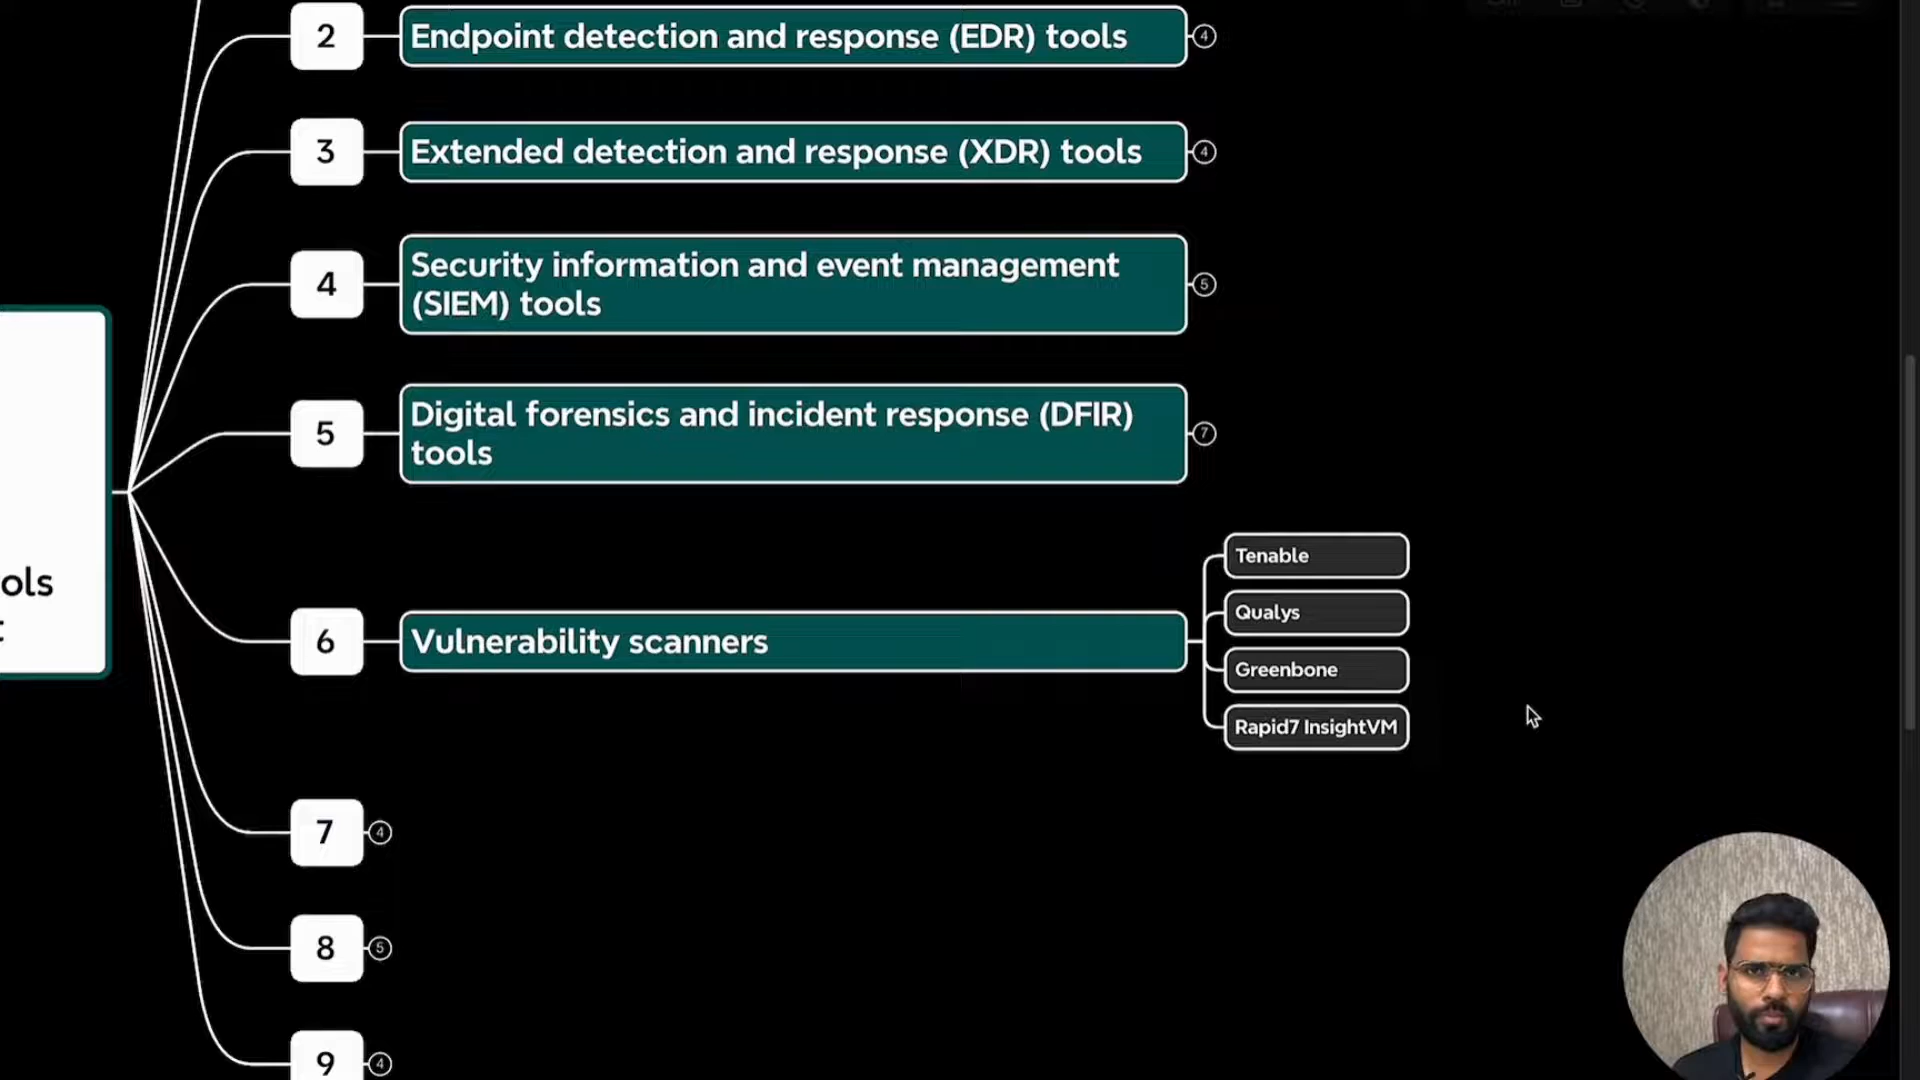 2
Endpoint detection and response (EDR) tools
4
3
Extended detection and response (XDR) tools
4
4
Security information and event management
(SIEM) tools
5
5
Digital forensics and incident response (DFIR)
tools
7
ols
t
6
Vulnerability scanners
Tenable
Qualys
Greenbone
Rapid7 InsightVM
7
4
8
5
9
4